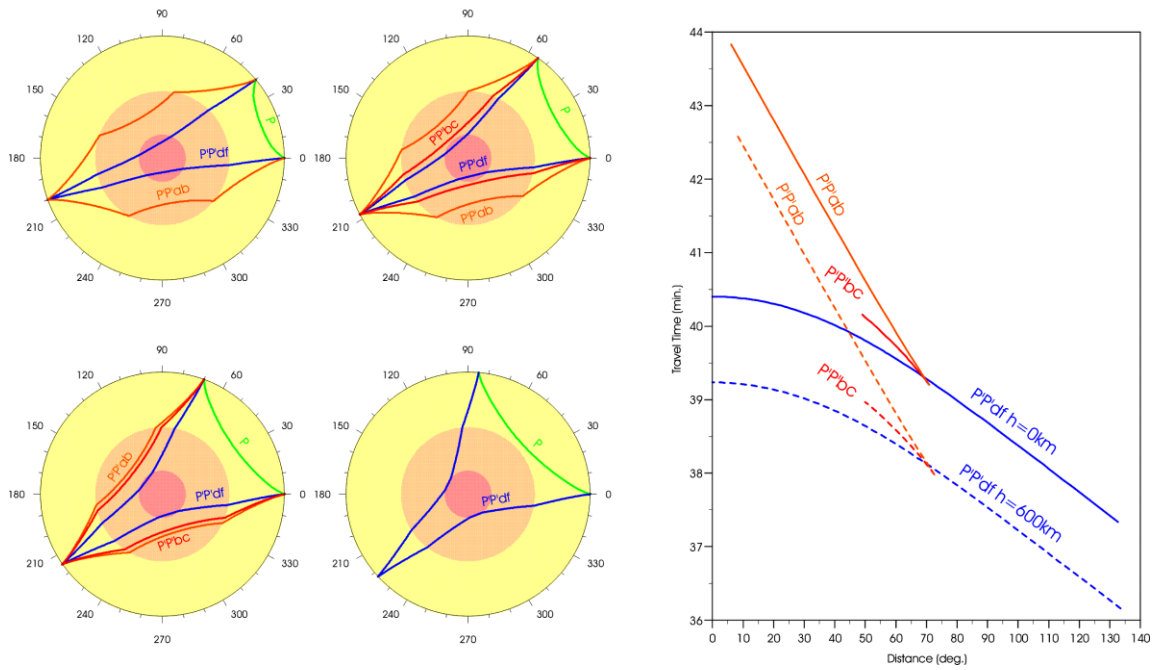 90
120
60
150
30
P
180
P'P'df
0
P'P'ab
210
330
240
300
270
90
120
60
150
30
P'P'bc
P
180
P'P'df
0
P'P'ab
210
330
240
300
270
90
120
60
150
30
P'P'ab
P
180
P'P'df
0
P'P'bc
210
330
240
300
270
90
120
60
150
30
P
180
P'P'df
0
210
330
240
300
270
44
43
42
41
40
39
38
37
36
Travel Time (min.)
P'P'ab
P'P'ab
P'P'bc
P'P'bc
P'P'df h=0km
P'P'df h=600km
0 10 20 30 40 50 60 70 80 90 100 110 120 130 140
Distance (deg.)